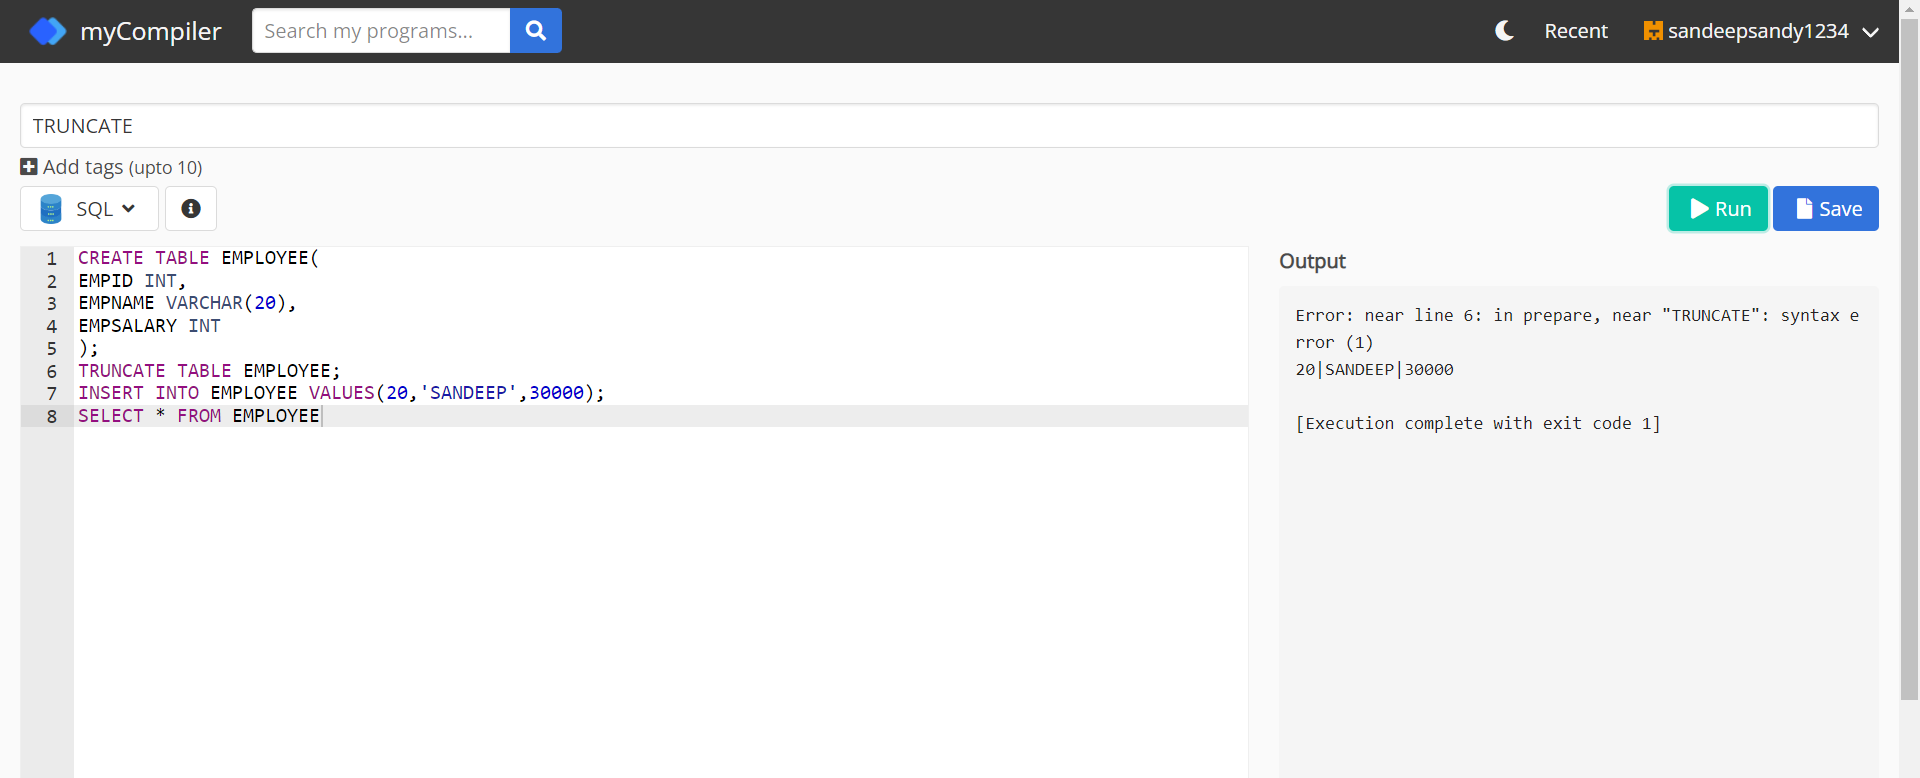 myCompiler
Search my programs...
Recent
sandeepsandy1234
TRUNCATE
Add tags (upto 10)
SQL
Run
Save
1 CREATE TABLE EMPLOYEE(
2 EMPID INT,
3 EMPNAME VARCHAR(20),
4 EMPSALARY INT
5 );
6 TRUNCATE TABLE EMPLOYEE;
7 INSERT INTO EMPLOYEE VALUES(20,'SANDEEP',30000);
8 SELECT * FROM EMPLOYEE
Output
Error: near line 6: in prepare, near "TRUNCATE": syntax e
rror (1)
20|SANDEEP|30000
[Execution complete with exit code 1]